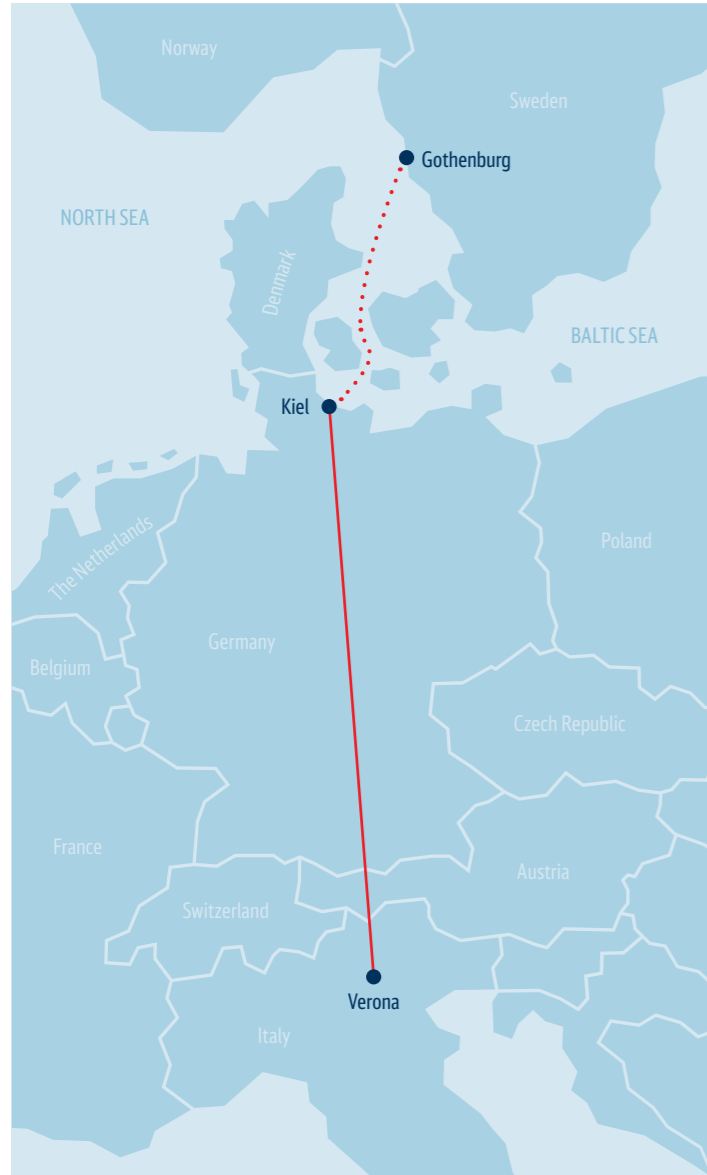 Norway
Sweden
Gothenburg
NORTH SEA
Denmark
BALTIC SEA
Kiel
The Netherlands
Poland
Germany
Belgium
Czech Republic
France
Austria
Switzerland
Verona
Italy